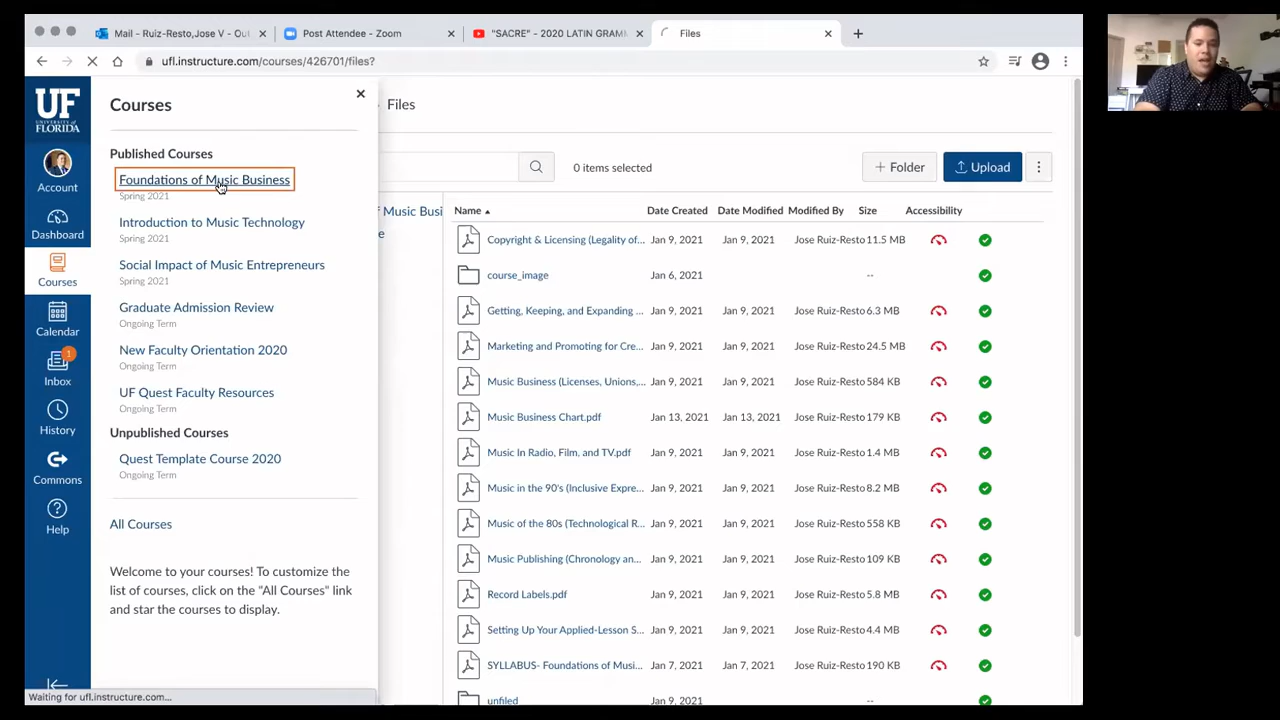 Mail - Ruiz-Resto,Jose V - Ou
Post Attendee - Zoom
"SACRE" - 2020 LATIN GRAMM
Files
ufl.instructure.com/courses/426701/files?
UF
UNIVERSITY of
FLORIDA
Account
Dashboard
Courses
Calendar
1
Inbox
History
Commons
Help
Courses
Published Courses
Foundations of Music Business
Spring 2021
Introduction to Music Technology
Spring 2021
Social Impact of Music Entrepreneurs
Spring 2021
Graduate Admission Review
Ongoing Term
New Faculty Orientation 2020
Ongoing Term
UF Quest Faculty Resources
Ongoing Term
Unpublished Courses
Quest Template Course 2020
Ongoing Term
All Courses
Welcome to your courses! To customize the
list of courses, click on the "All Courses" link
and star the courses to display.
Waiting for ufl.instructure.com...
› Files
0 items selected
+ Folder
Upload
f Music Busi
e
Name Date Created Date Modified Modified By Size Accessibility
Copyright & Licensing (Legality of... Jan 9, 2021 Jan 9, 2021 Jose Ruiz-Resto 11.5 MB
course_image Jan 6, 2021 --
Getting, Keeping, and Expanding ... Jan 9, 2021 Jan 9, 2021 Jose Ruiz-Resto 6.3 MB
Marketing and Promoting for Cre... Jan 9, 2021 Jan 9, 2021 Jose Ruiz-Resto 24.5 MB
Music Business (Licenses, Unions,... Jan 9, 2021 Jan 9, 2021 Jose Ruiz-Resto 584 KB
Music Business Chart.pdf Jan 13, 2021 Jan 13, 2021 Jose Ruiz-Resto 179 KB
Music In Radio, Film, and TV.pdf Jan 9, 2021 Jan 9, 2021 Jose Ruiz-Resto 1.4 MB
Music in the 90's (Inclusive Expre... Jan 9, 2021 Jan 9, 2021 Jose Ruiz-Resto 8.2 MB
Music of the 80s (Technological R... Jan 9, 2021 Jan 9, 2021 Jose Ruiz-Resto 558 KB
Music Publishing (Chronology an... Jan 9, 2021 Jan 9, 2021 Jose Ruiz-Resto 109 KB
Record Labels.pdf Jan 9, 2021 Jan 9, 2021 Jose Ruiz-Resto 5.8 MB
Setting Up Your Applied-Lesson S... Jan 9, 2021 Jan 9, 2021 Jose Ruiz-Resto 4.4 MB
SYLLABUS- Foundations of Musi... Jan 7, 2021 Jan 7, 2021 Jose Ruiz-Resto 190 KB
unfiled Jan 9, 2021 --